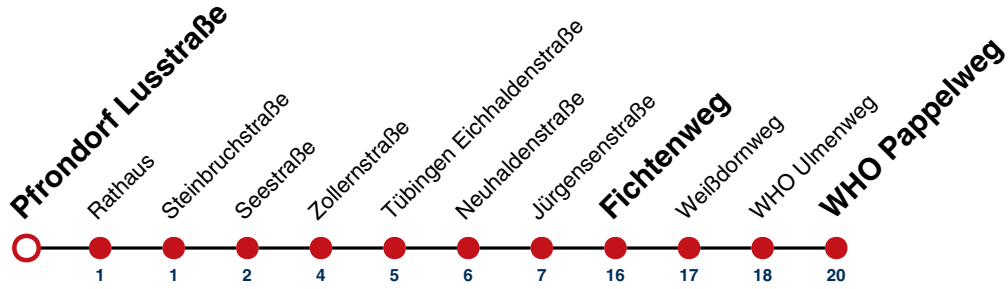 Pfrondorf Lusstraße
Rathaus
Steinbruchstraße
Seestraße
Zollernstraße
Tübingen Eichhaldenstraße
Neuhaldenstraße
Jürgensenstraße
Fichtenweg
Weißdornweg
WHO Ulmenweg
WHO Pappelweg
1 1 2 4 5 6 7 16 17 18 20